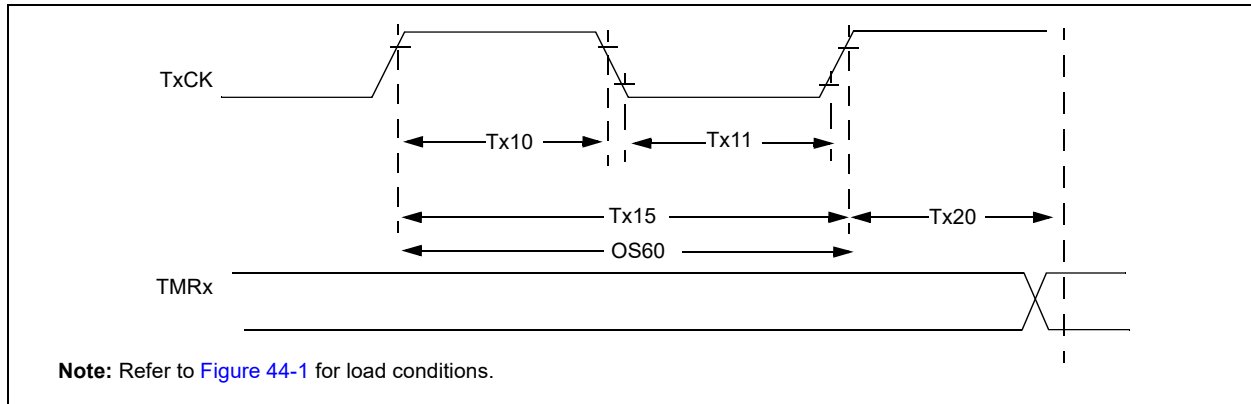 TxCK
Tx10
Tx11
Tx15
Tx20
OS60
TMRx
Note: Refer to Figure 44-1 for load conditions.